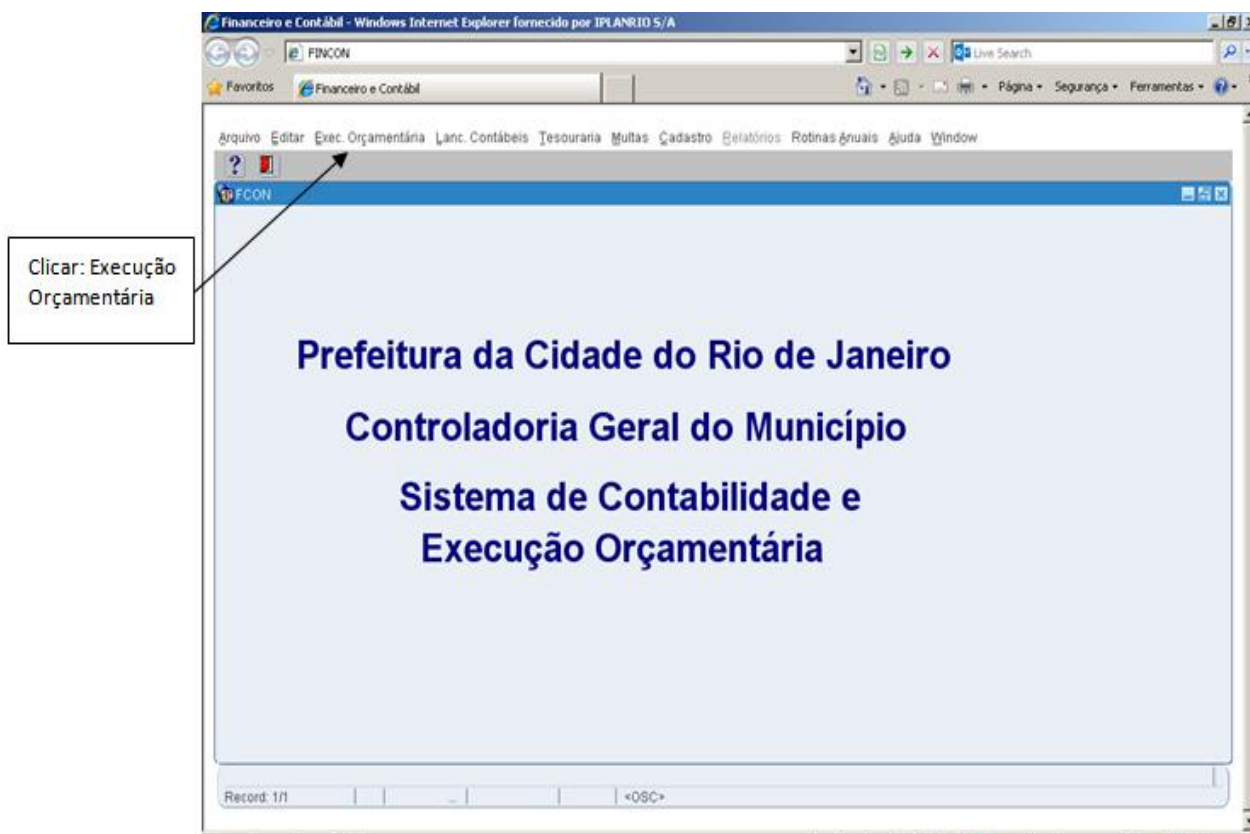 Financeiro e Contábil - Windows Internet Explorer fornecido por IPLANRIO S/A
FINCON
Live Search
Favoritos Financeiro e Contábil Página Segurança Ferramentas
Arquivo Editar Exec. Orçamentária Lanc. Contábeis Tesouraria Multas Cadastro Relatórios Rotinas Anuais Ajuda Window
?
FCON
Clicar: Execução
Orçamentária
Prefeitura da Cidade do Rio de Janeiro
Controladoria Geral do Município
Sistema de Contabilidade e
Execução Orçamentária
Record: 1/1 ... <OSC>